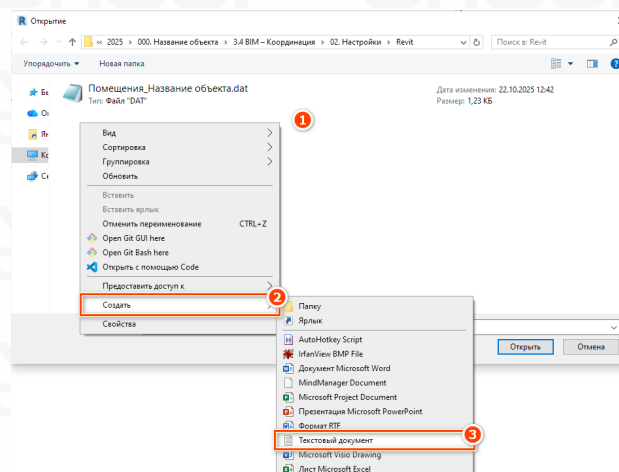 Открытие
« 2025 › 000. Название объекта › 3.4 BIM – Координация › 02. Настройки › Revit
Поиск в: Revit
Упорядочить Новая папка
Помещения_Название объекта.dat
Тип: Файл "DAT"
Дата изменения: 22.10.2025 12:42
Размер: 1,23 КБ
1
Вид
Сортировка
Группировка
Обновить
Вставить
Вставить ярлык
Отменить переименование CTRL+Z
Open Git GUI here
Open Git Bash here
Открыть с помощью Code
Предоставить доступ к
2
Создать
Свойства
Папку
Ярлык
AutoHotkey Script
IrfanView BMP File
Документ Microsoft Word
MindManager Document
Microsoft Project Document
Презентация Microsoft PowerPoint
Формат RTF
Текстовый документ
3
Microsoft Visio Drawing
Лист Microsoft Excel
Открыть Отмена